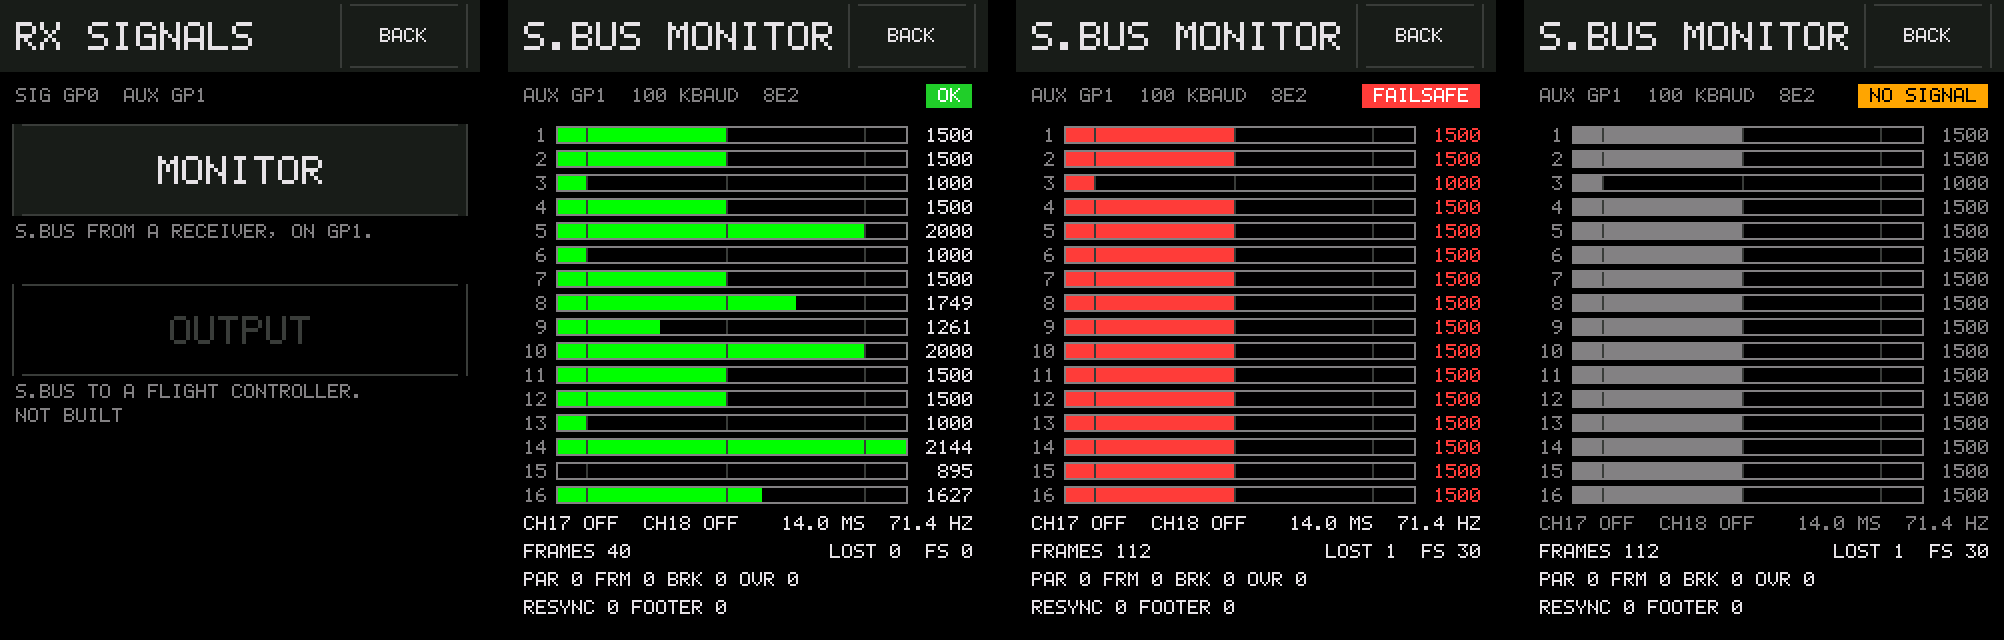 RX SIGNALS
BACK
SIG GP0 AUX GP1
MONITOR
S.BUS FROM A RECEIVER, ON GP1.
OUTPUT
S.BUS TO A FLIGHT CONTROLLER.
NOT BUILT
S.BUS MONITOR
BACK
AUX GP1 100 KBAUD 8E2 OK
1 1500
2 1500
3 1000
4 1500
5 2000
6 1000
7 1500
8 1749
9 1261
10 2000
11 1500
12 1500
13 1000
14 2144
15 895
16 1627
CH17 OFF CH18 OFF 14.0 MS 71.4 HZ
FRAMES 40 LOST 0 FS 0
PAR 0 FRM 0 BRK 0 OVR 0
RESYNC 0 FOOTER 0
S.BUS MONITOR
BACK
AUX GP1 100 KBAUD 8E2 FAILSAFE
1 1500
2 1500
3 1000
4 1500
5 1500
6 1500
7 1500
8 1500
9 1500
10 1500
11 1500
12 1500
13 1500
14 1500
15 1500
16 1500
CH17 OFF CH18 OFF 14.0 MS 71.4 HZ
FRAMES 112 LOST 1 FS 30
PAR 0 FRM 0 BRK 0 OVR 0
RESYNC 0 FOOTER 0
S.BUS MONITOR
BACK
AUX GP1 100 KBAUD 8E2 NO SIGNAL
1 1500
2 1500
3 1000
4 1500
5 1500
6 1500
7 1500
8 1500
9 1500
10 1500
11 1500
12 1500
13 1500
14 1500
15 1500
16 1500
CH17 OFF CH18 OFF 14.0 MS 71.4 HZ
FRAMES 112 LOST 1 FS 30
PAR 0 FRM 0 BRK 0 OVR 0
RESYNC 0 FOOTER 0